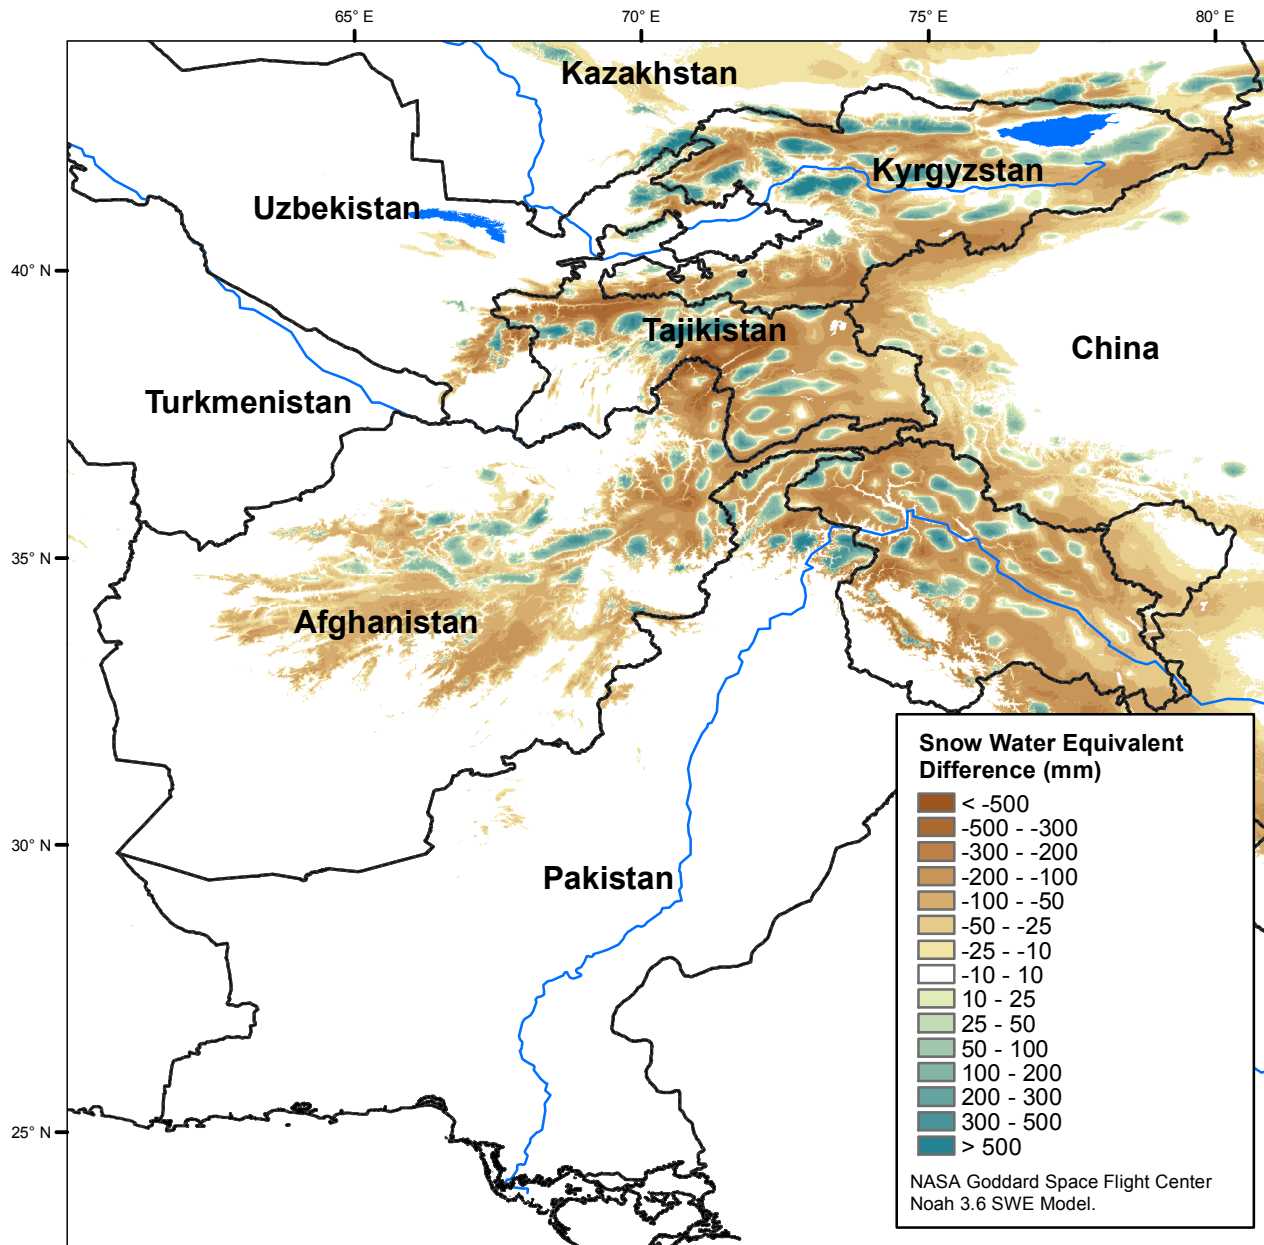 65° E
70° E
75° E
80° E
Kazakhstan
Kyrgyzstan
Uzbekistan
40° N
Tajikistan
China
Turkmenistan
35° N
Afghanistan
Snow Water Equivalent
Difference (mm)
< -500
-500 - -300
-300 - -200
-200 - -100
-100 - -50
-50 - -25
-25 - -10
-10 - 10
10 - 25
25 - 50
50 - 100
100 - 200
200 - 300
300 - 500
> 500
NASA Goddard Space Flight Center
Noah 3.6 SWE Model.
30° N
Pakistan
25° N